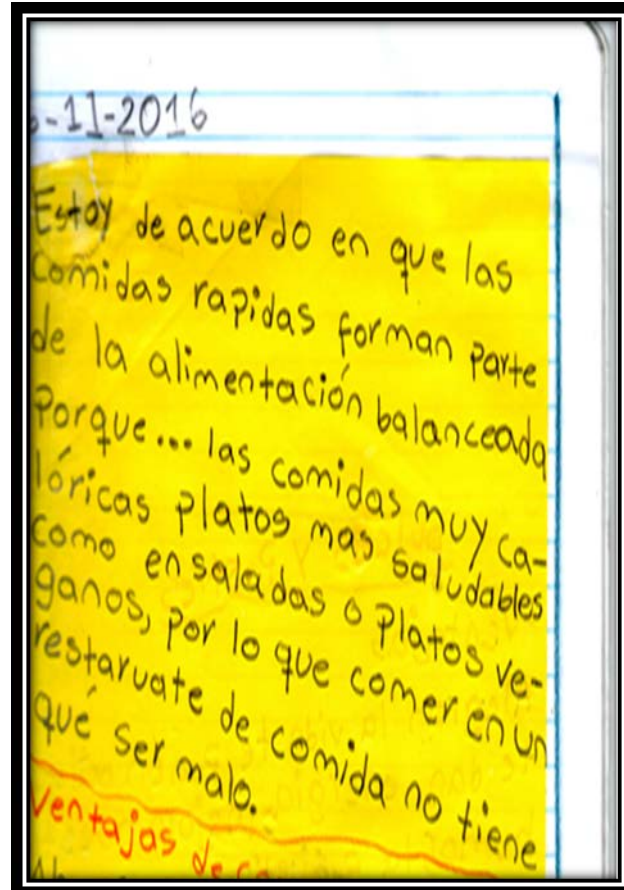 -11-2016
Estoy de acuerdo en que las
comidas rapidas forman parte
de la alimentación balanceada
Porque... las comidas muy ca-
lóricas platos mas saludables
como ensaladas o platos ve-
ganos, por lo que comer en un
restaruate de comida no tiene
qué ser malo.
Ventajas de